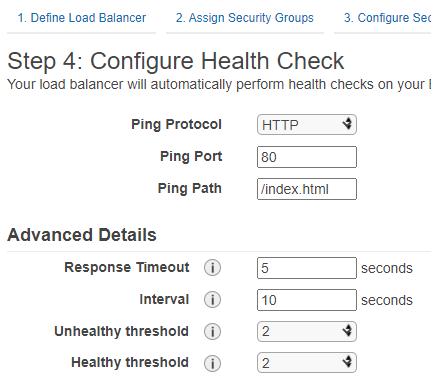 1. Define Load Balancer 2. Assign Security Groups 3. Configure Sec
Step 4: Configure Health Check
Your load balancer will automatically perform health checks on your
Ping Protocol HTTP
Ping Port 80
Ping Path /index.html
Advanced Details
Response Timeout i 5 seconds
Interval i 10 seconds
Unhealthy threshold i 2
Healthy threshold i 2